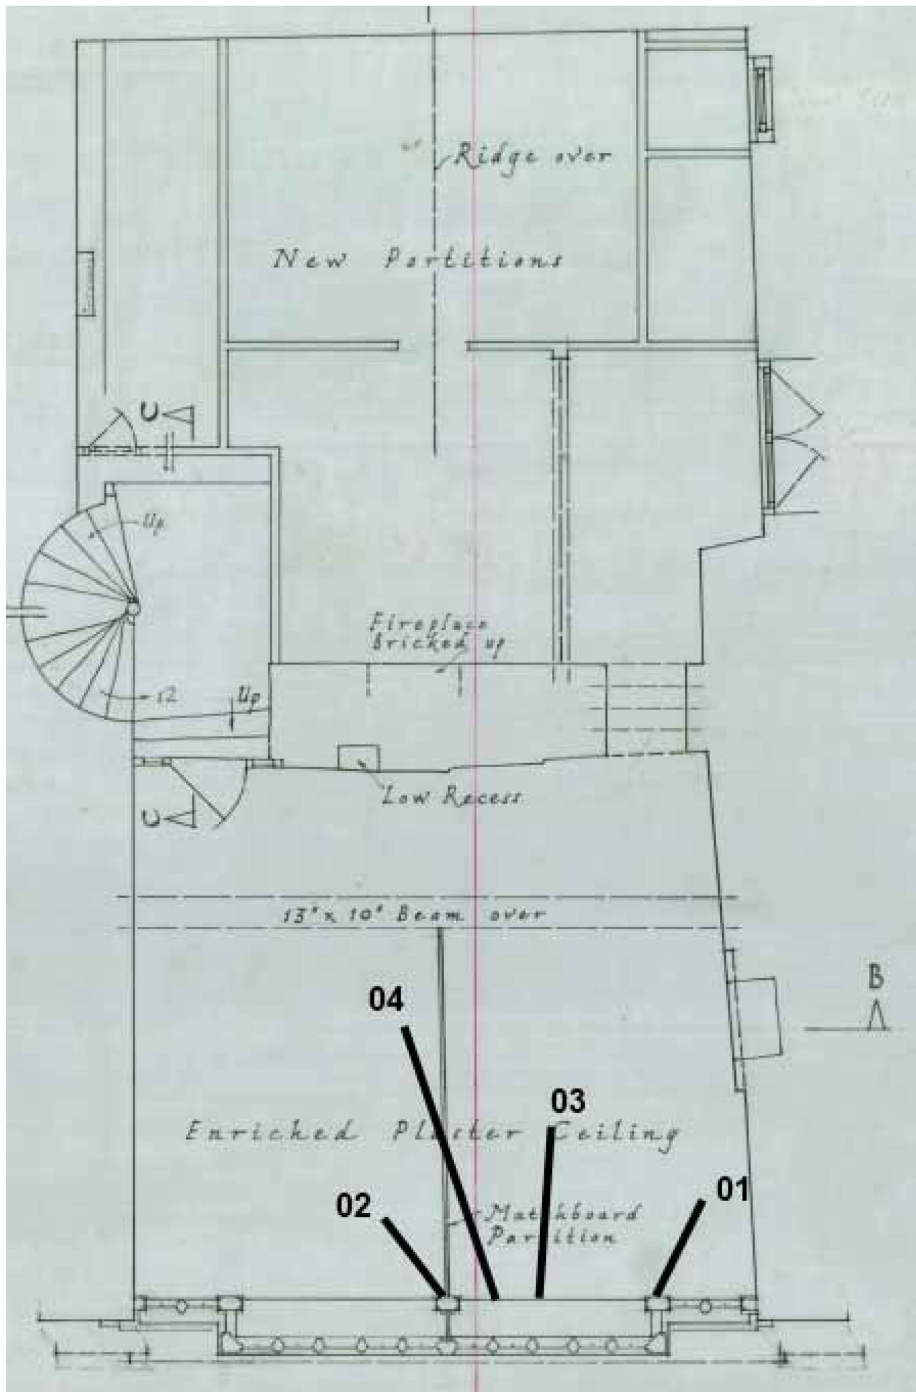 Ridge over
New Partitions
C
Up
Fireplace
bricked up
12
Up
Low Recess
C
13" x 10" Beam over
B
04
03
Enriched Plaster Ceiling
01
02
Matchboard
Partition